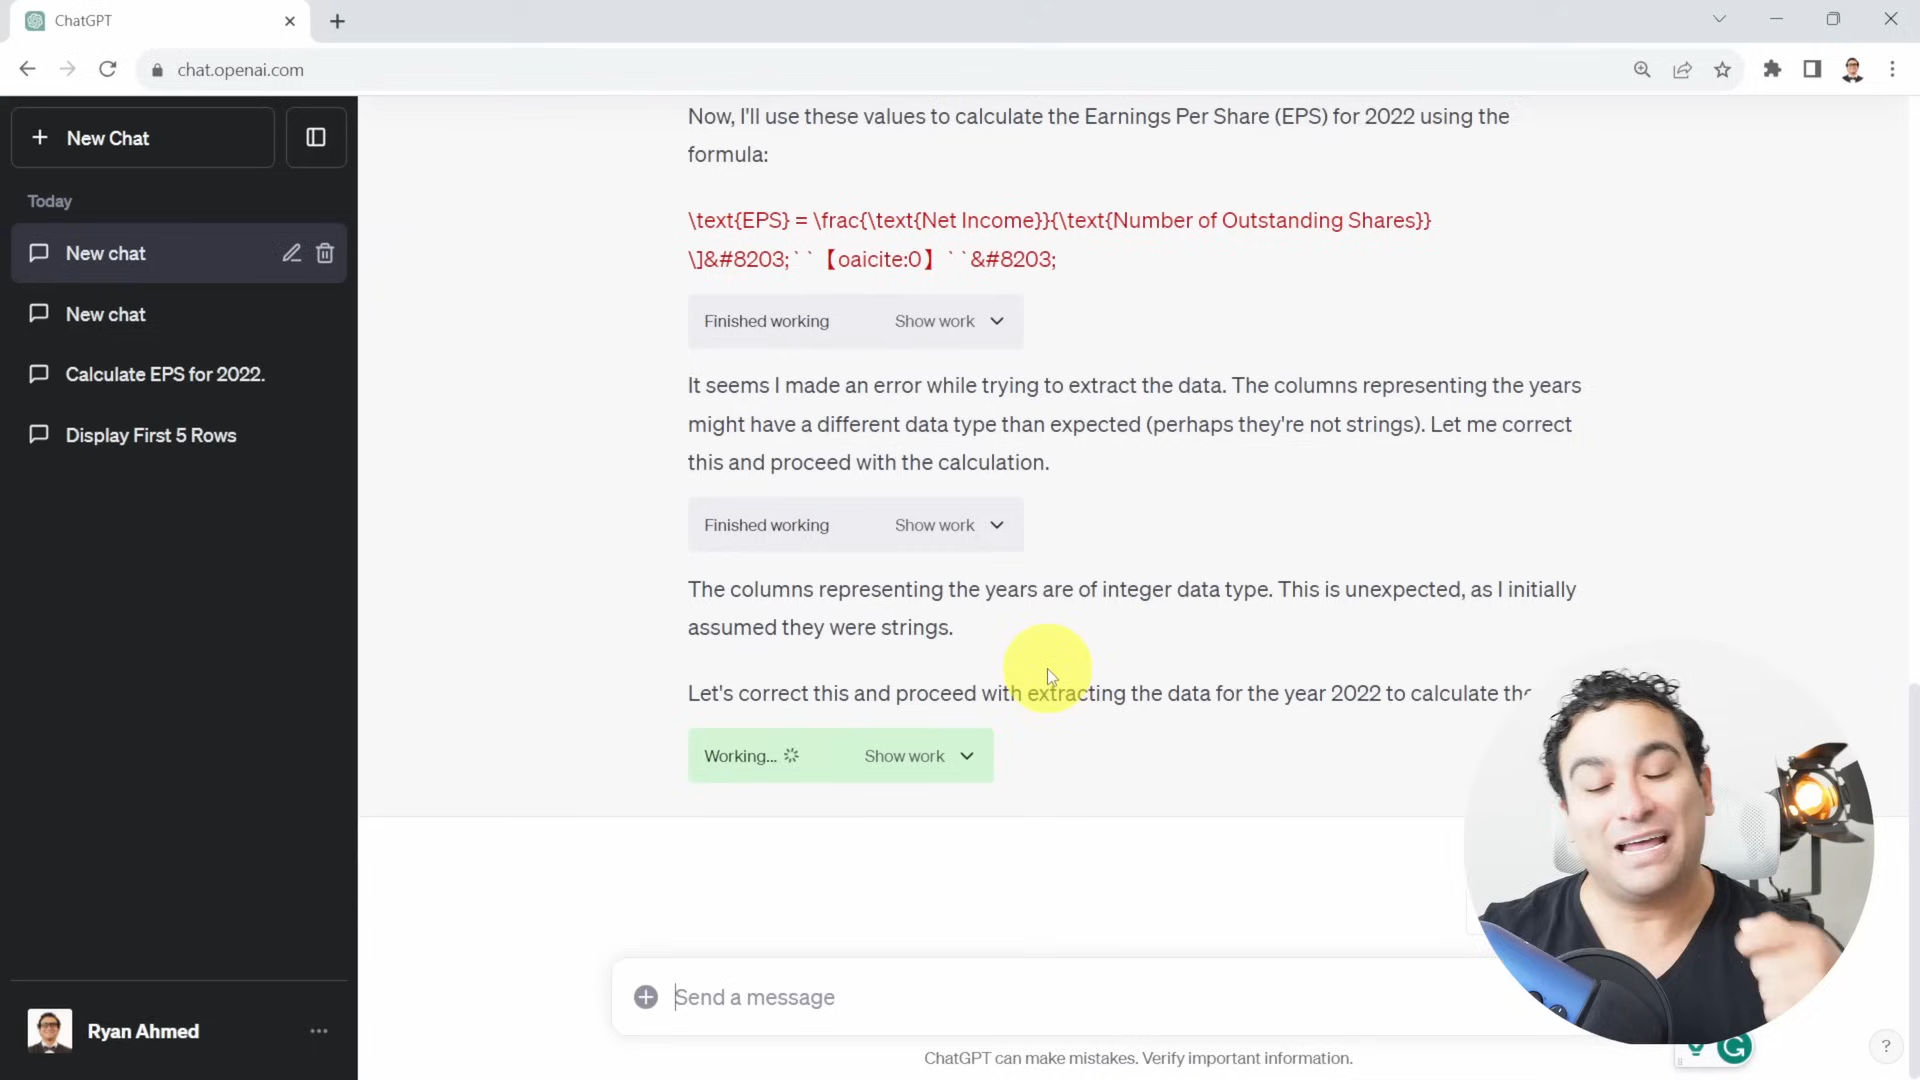 ChatGPT
chat.openai.com
New Chat
Today
New chat
New chat
Calculate EPS for 2022.
Display First 5 Rows
Ryan Ahmed
Now, I'll use these values to calculate the Earnings Per Share (EPS) for 2022 using the
formula:
\text{EPS} = \frac{\text{Net Income}}{\text{Number of Outstanding Shares}}
\]&#8203;``【oaicite:0】``&#8203;
Finished working Show work
It seems I made an error while trying to extract the data. The columns representing the years
might have a different data type than expected (perhaps they're not strings). Let me correct
this and proceed with the calculation.
Finished working Show work
The columns representing the years are of integer data type. This is unexpected, as I initially
assumed they were strings.
Let's correct this and proceed with extracting the data for the year 2022 to calculate the
Working... Show work
Send a message
ChatGPT can make mistakes. Verify important information.
?